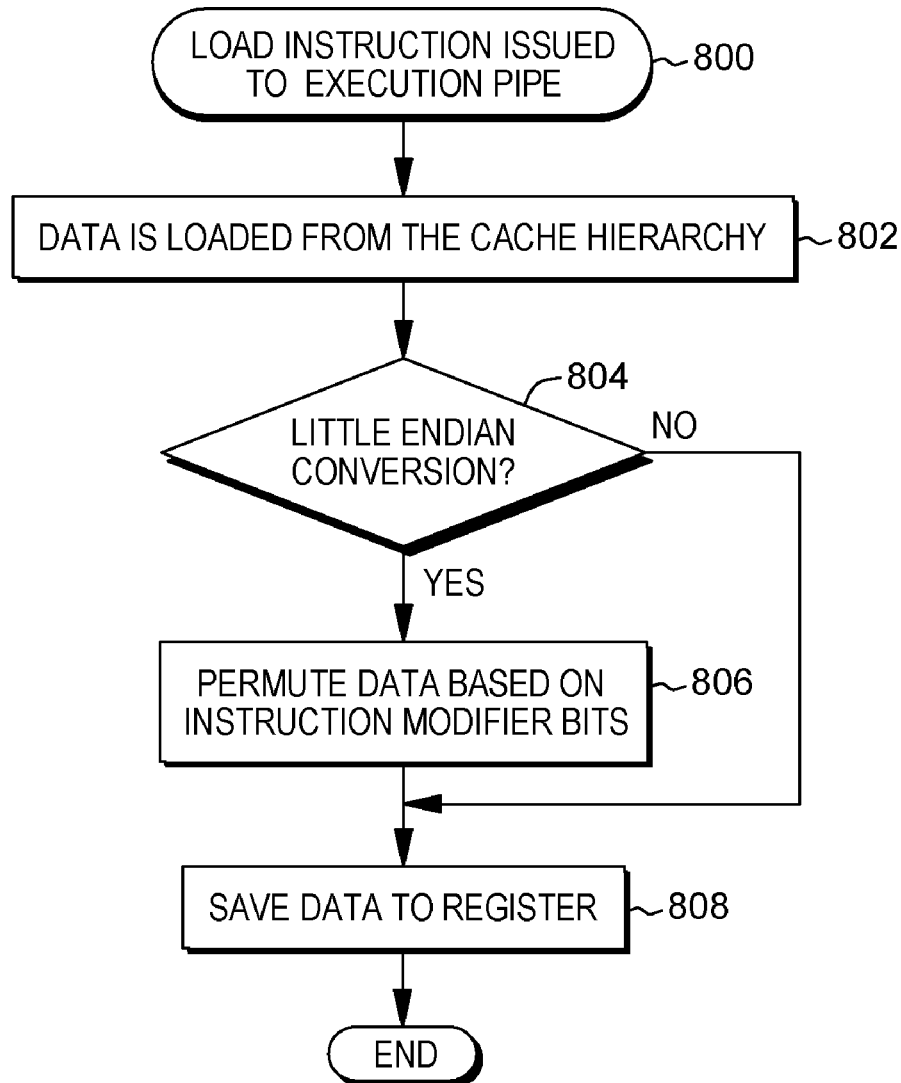 LOAD INSTRUCTION ISSUED
TO EXECUTION PIPE
800
DATA IS LOADED FROM THE CACHE HIERARCHY
802
804
LITTLE ENDIAN
CONVERSION?
NO
YES
PERMUTE DATA BASED ON
INSTRUCTION MODIFIER BITS
806
SAVE DATA TO REGISTER
808
END